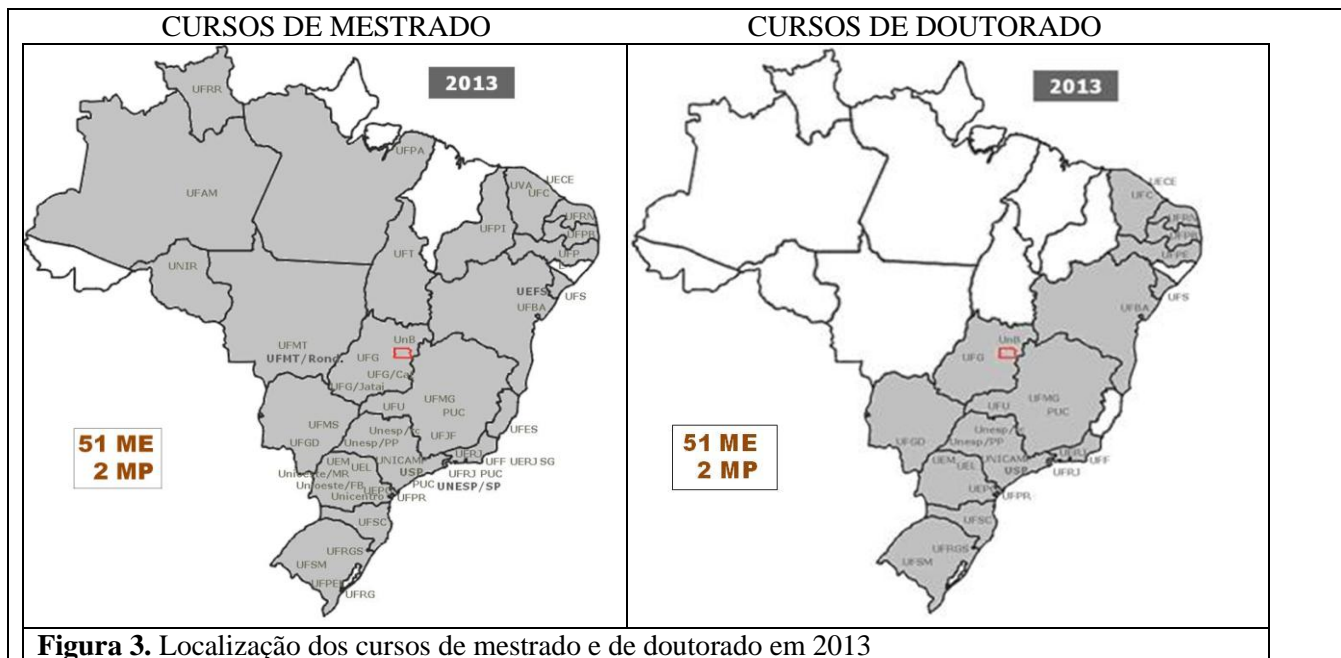 CURSOS DE MESTRADO
2013
UFRR
UFPA
UFAM
UECE
UVA
UFC
UFPI
UFRN
UFPB
UFP
UFT
UNIR
UEFS
UFS
UFBA
UFMT
UnB
UFMT/Rond.
UFG
UFG/Ca
UFG/Jatai
UFMG
UFU
PUC
UFMS
UFES
Unesp/PP
UFJF
UFGD
51 ME
2 MP
UNICAMP
UERJ
UEM
UEL
UFF UERJ SG
USP
UFRJ PUC
PUC
UNESP/SP
Unicentro
UFPR
UFSC
UFRGS
UFSM
UFPEl
UFRG
CURSOS DE DOUTORADO
2013
UECE
UFC
UFRN
UFPB
UFPE
UFS
UFBA
UnB
UFG
UFMG
UFU
PUC
Unesp/PP
UFGD
51 ME
2 MP
UNICAMP
UERJ
UEM
UEL
UFF
USP
UFRJ
UFPR
UFSC
UFRGS
UFSM
Figura 3. Localização dos cursos de mestrado e de doutorado em 2013